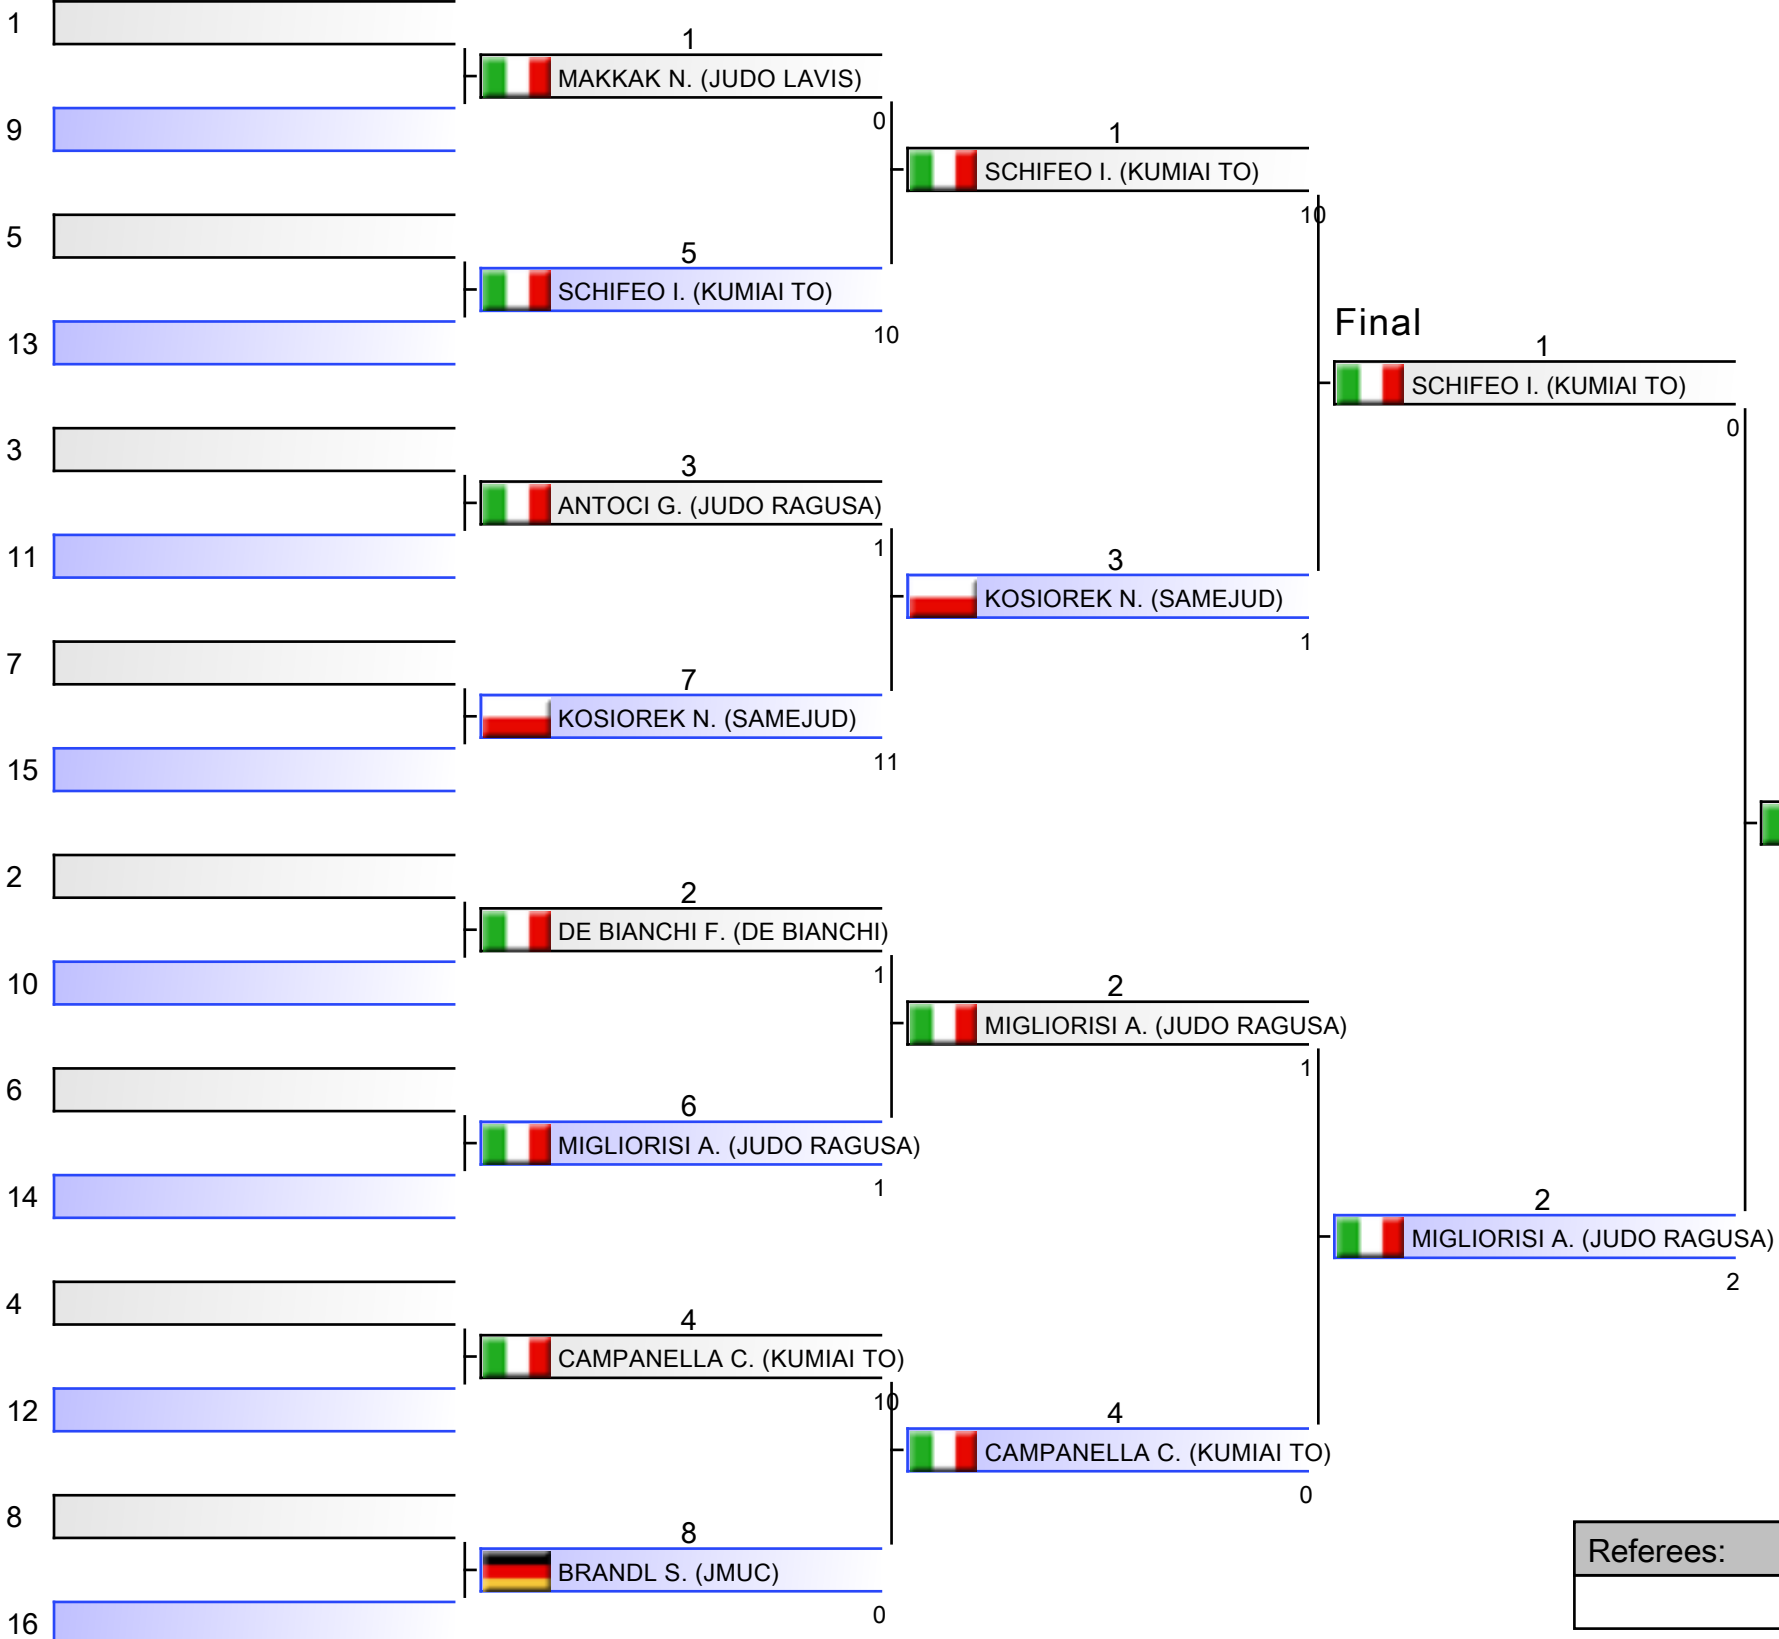 1
9
5
13
3
11
7
15
2
10
6
14
4
12
8
16
1
MAKKAK N. (JUDO LAVIS)
0
5
SCHIFEO I. (KUMIAI TO)
10
3
ANTOCI G. (JUDO RAGUSA)
1
7
KOSIOREK N. (SAMEJUD)
11
2
DE BIANCHI F. (DE BIANCHI)
1
6
MIGLIORISI A. (JUDO RAGUSA)
1
4
CAMPANELLA C. (KUMIAI TO)
10
8
BRANDL S. (JMUC)
0
1
SCHIFEO I. (KUMIAI TO)
10
3
KOSIOREK N. (SAMEJUD)
1
2
MIGLIORISI A. (JUDO RAGUSA)
1
4
CAMPANELLA C. (KUMIAI TO)
0
Final
1
SCHIFEO I. (KUMIAI TO)
0
2
MIGLIORISI A. (JUDO RAGUSA)
2
Referees: